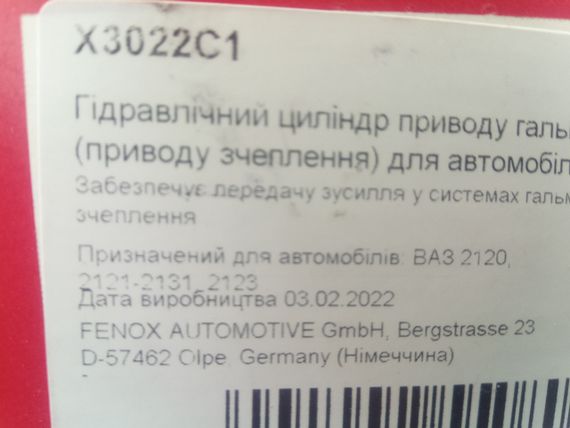 X3022C1
Гідравлічний циліндр приводу галь
(приводу зчеплення) для автомобіл
Забезпечує передачу зусилля у системах гальм
зчеплення
Призначений для автомобілів: ВАЗ 2120,
2121-2131, 2123
Дата виробництва 03.02.2022
FENOX AUTOMOTIVE GmbH, Bergstrasse 23
D-57462 Olpe, Germany (Німеччина)